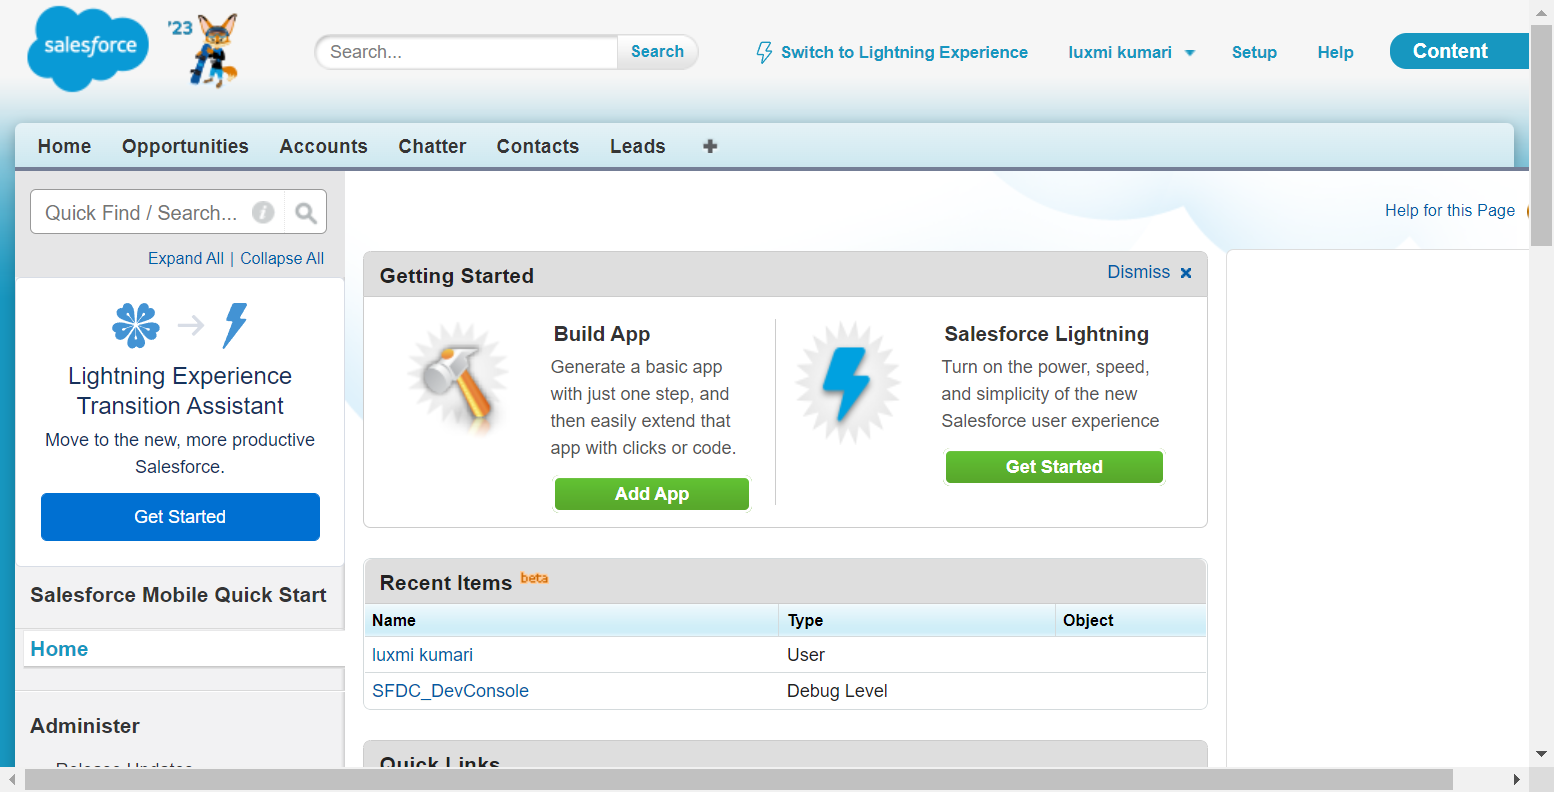 salesforce
'23
Search...
Search
Switch to Lightning Experience
luxmi kumari
Setup
Help
Content
Home
Opportunities
Accounts
Chatter
Contacts
Leads
Quick Find / Search...
Expand All | Collapse All
Lightning Experience
Transition Assistant
Move to the new, more productive
Salesforce.
Get Started
Salesforce Mobile Quick Start
Home
Administer
Release Updates
Help for this Page
Getting Started
Dismiss
Build App
Generate a basic app
with just one step, and
then easily extend that
app with clicks or code.
Add App
Salesforce Lightning
Turn on the power, speed,
and simplicity of the new
Salesforce user experience
Get Started
Recent Items beta
Name Type Object
luxmi kumari User
SFDC_DevConsole Debug Level
Quick Links